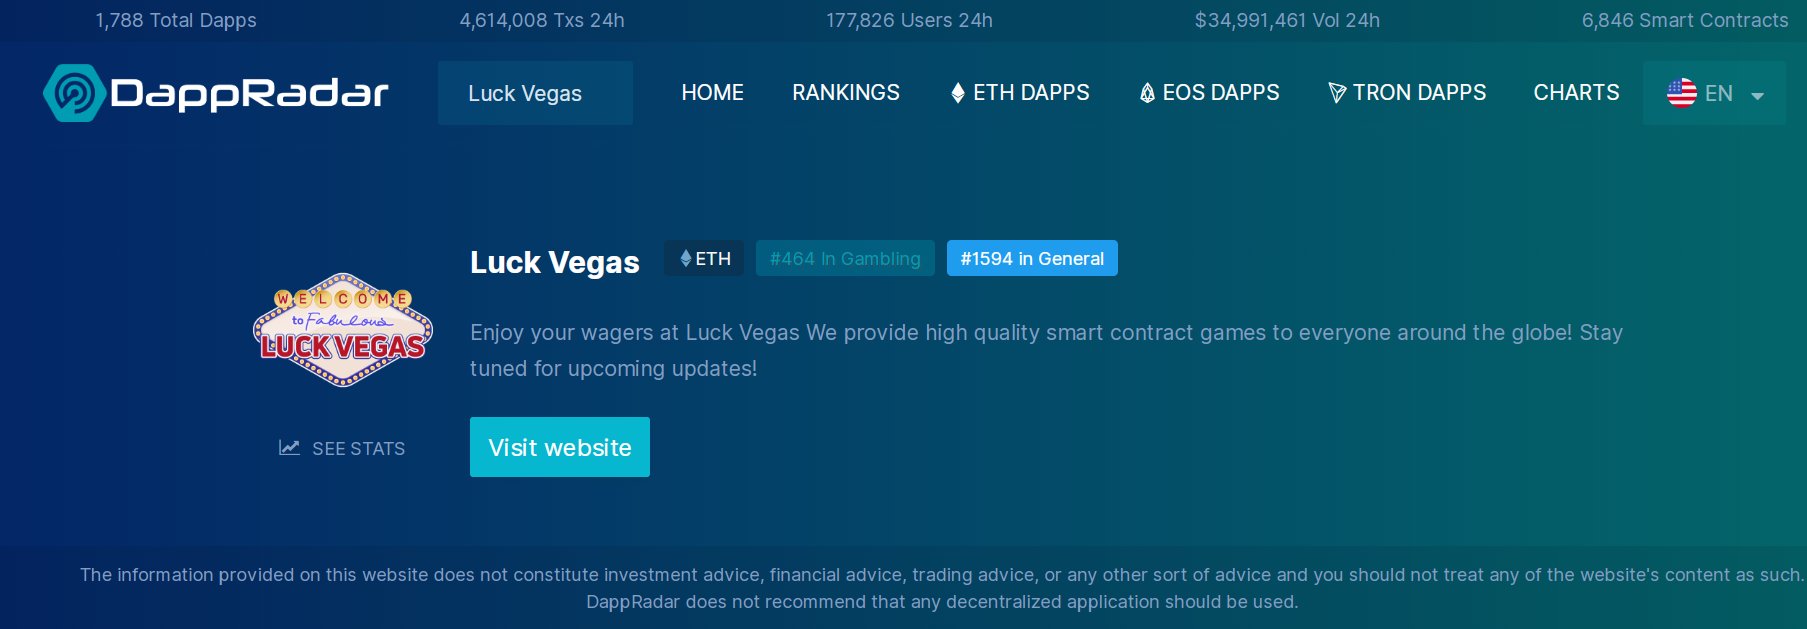 1,788 Total Dapps 4,614,008 Txs 24h 177,826 Users 24h $34,991,461 Vol 24h 6,846 Smart Contracts
DappRadar Luck Vegas HOME RANKINGS ETH DAPPS EOS DAPPS TRON DAPPS CHARTS EN
Luck Vegas ETH #464 In Gambling #1594 in General
WELCOME
to Fabulous
LUCK VEGAS
Enjoy your wagers at Luck Vegas We provide high quality smart contract games to everyone around the globe! Stay
tuned for upcoming updates!
SEE STATS Visit website
The information provided on this website does not constitute investment advice, financial advice, trading advice, or any other sort of advice and you should not treat any of the website's content as such.
DappRadar does not recommend that any decentralized application should be used.